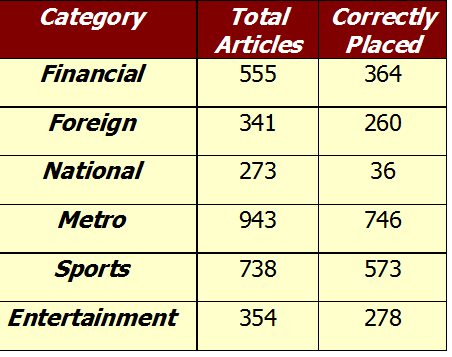 Category Total Articles Correctly Placed
Financial 555 364
Foreign 341 260
National 273 36
Metro 943 746
Sports 738 573
Entertainment 354 278